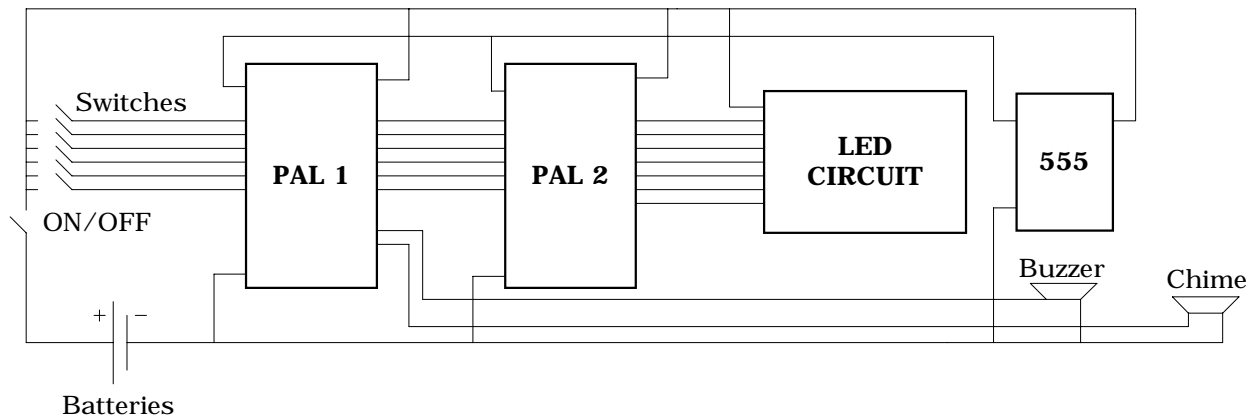 Switches
PAL 1
PAL 2
LED
CIRCUIT
555
ON/OFF
Buzzer
Chime
+
-
Batteries